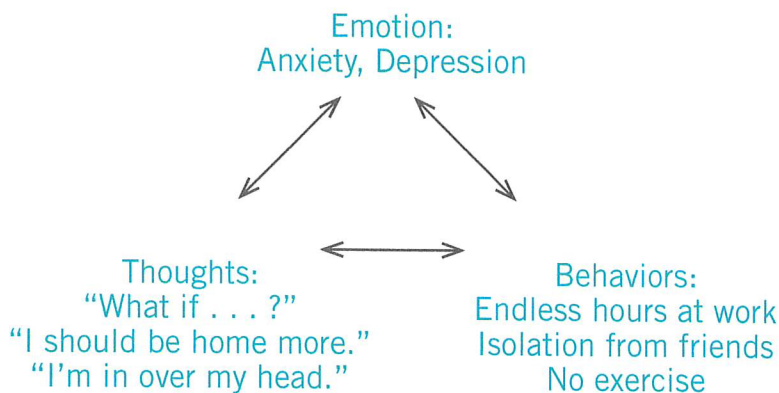 Emotion:
Anxiety, Depression
Thoughts:
“What if . . . ?”
“I should be home more.”
“I’m in over my head.”
Behaviors:
Endless hours at work
Isolation from friends
No exercise